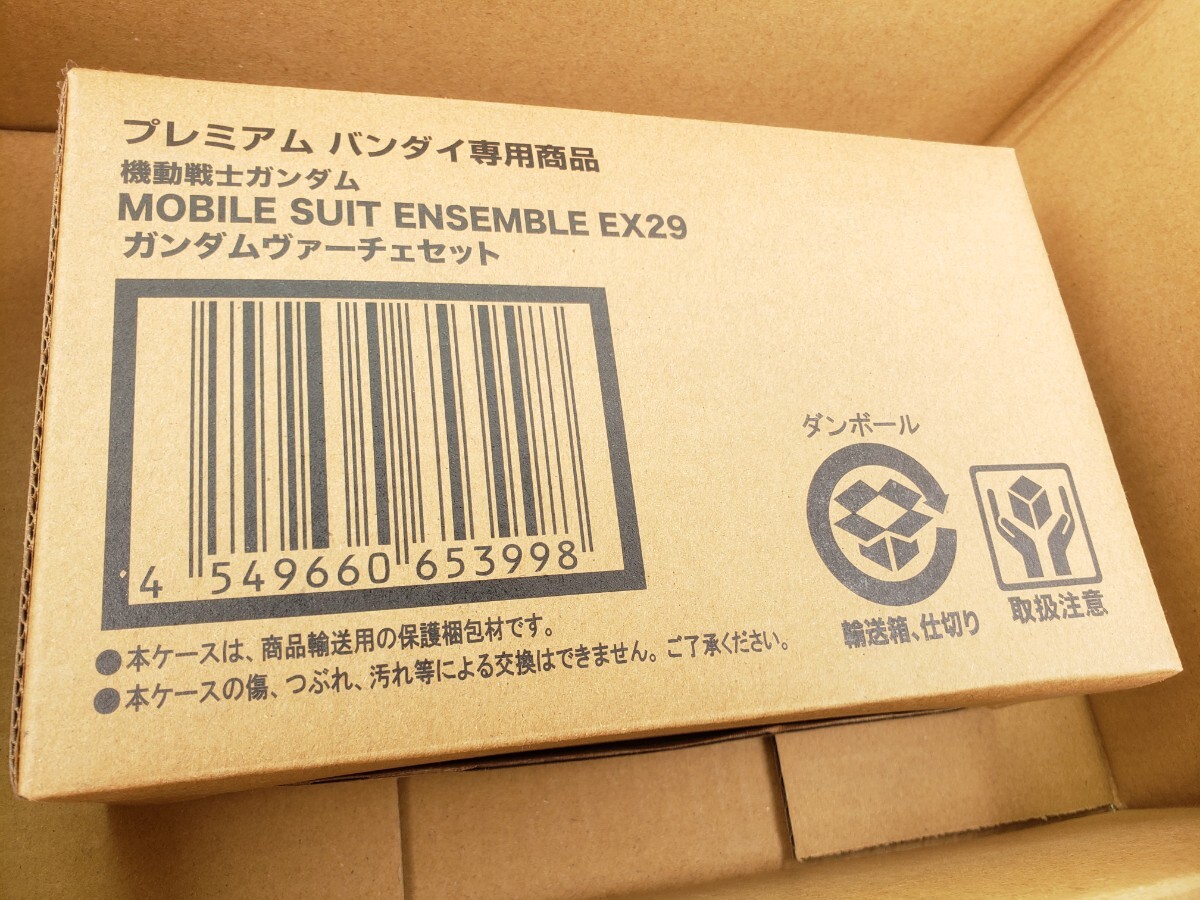 プレミアム バンダイ専用商品
機動戦士ガンダム
MOBILE SUIT ENSEMBLE EX29
ガンダムヴァーチェセット
4 549660 653998
ダンボール
輸送箱、仕切り
取扱注意
●本ケースは、商品輸送用の保護梱包材です。
●本ケースの傷、つぶれ、汚れ等による交換はできません。ご了承ください。